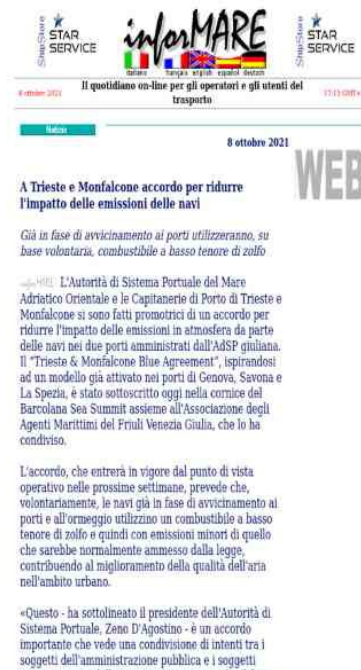 STAR
SERVICE
ShipStore
inforMARE
STAR
SERVICE
ShipStore
italiano français english español deutsch
8 ottobre 2021
Il quotidiano on-line per gli operatori e gli utenti del
trasporto
Notizie
8 ottobre 2021
WEB
A Trieste e Monfalcone accordo per ridurre
l'impatto delle emissioni delle navi
Già in fase di avvicinamento ai porti utilizzeranno, su
base volontaria, combustibile a basso tenore di zolfo
inforMARE L'Autorità di Sistema Portuale del Mare
Adriatico Orientale e le Capitanerie di Porto di Trieste e
Monfalcone si sono fatti promotrici di un accordo per
ridurre l'impatto delle emissioni in atmosfera da parte
delle navi nei due porti amministrati dall'AdSP giuliana.
Il "Trieste & Monfalcone Blue Agreement", ispirandosi
ad un modello già attivato nei porti di Genova, Savona e
La Spezia, è stato sottoscritto oggi nella cornice del
Barcolana Sea Summit assieme all'Associazione degli
Agenti Marittimi del Friuli Venezia Giulia, che lo ha
condiviso.
L'accordo, che entrerà in vigore dal punto di vista
operativo nelle prossime settimane, prevede che,
volontariamente, le navi già in fase di avvicinamento ai
porti e all'ormeggio utilizzino un combustibile a basso
tenore di zolfo e quindi con emissioni minori di quello
che sarebbe normalmente ammesso dalla legge,
contribuendo al miglioramento della qualità dell'aria
nell'ambito urbano.
«Questo - ha sottolineato il presidente dell'Autorità di
Sistema Portuale, Zeno D'Agostino - è un accordo
importante che vede una condivisione di intenti tra i
soggetti dell'amministrazione pubblica e i soggetti